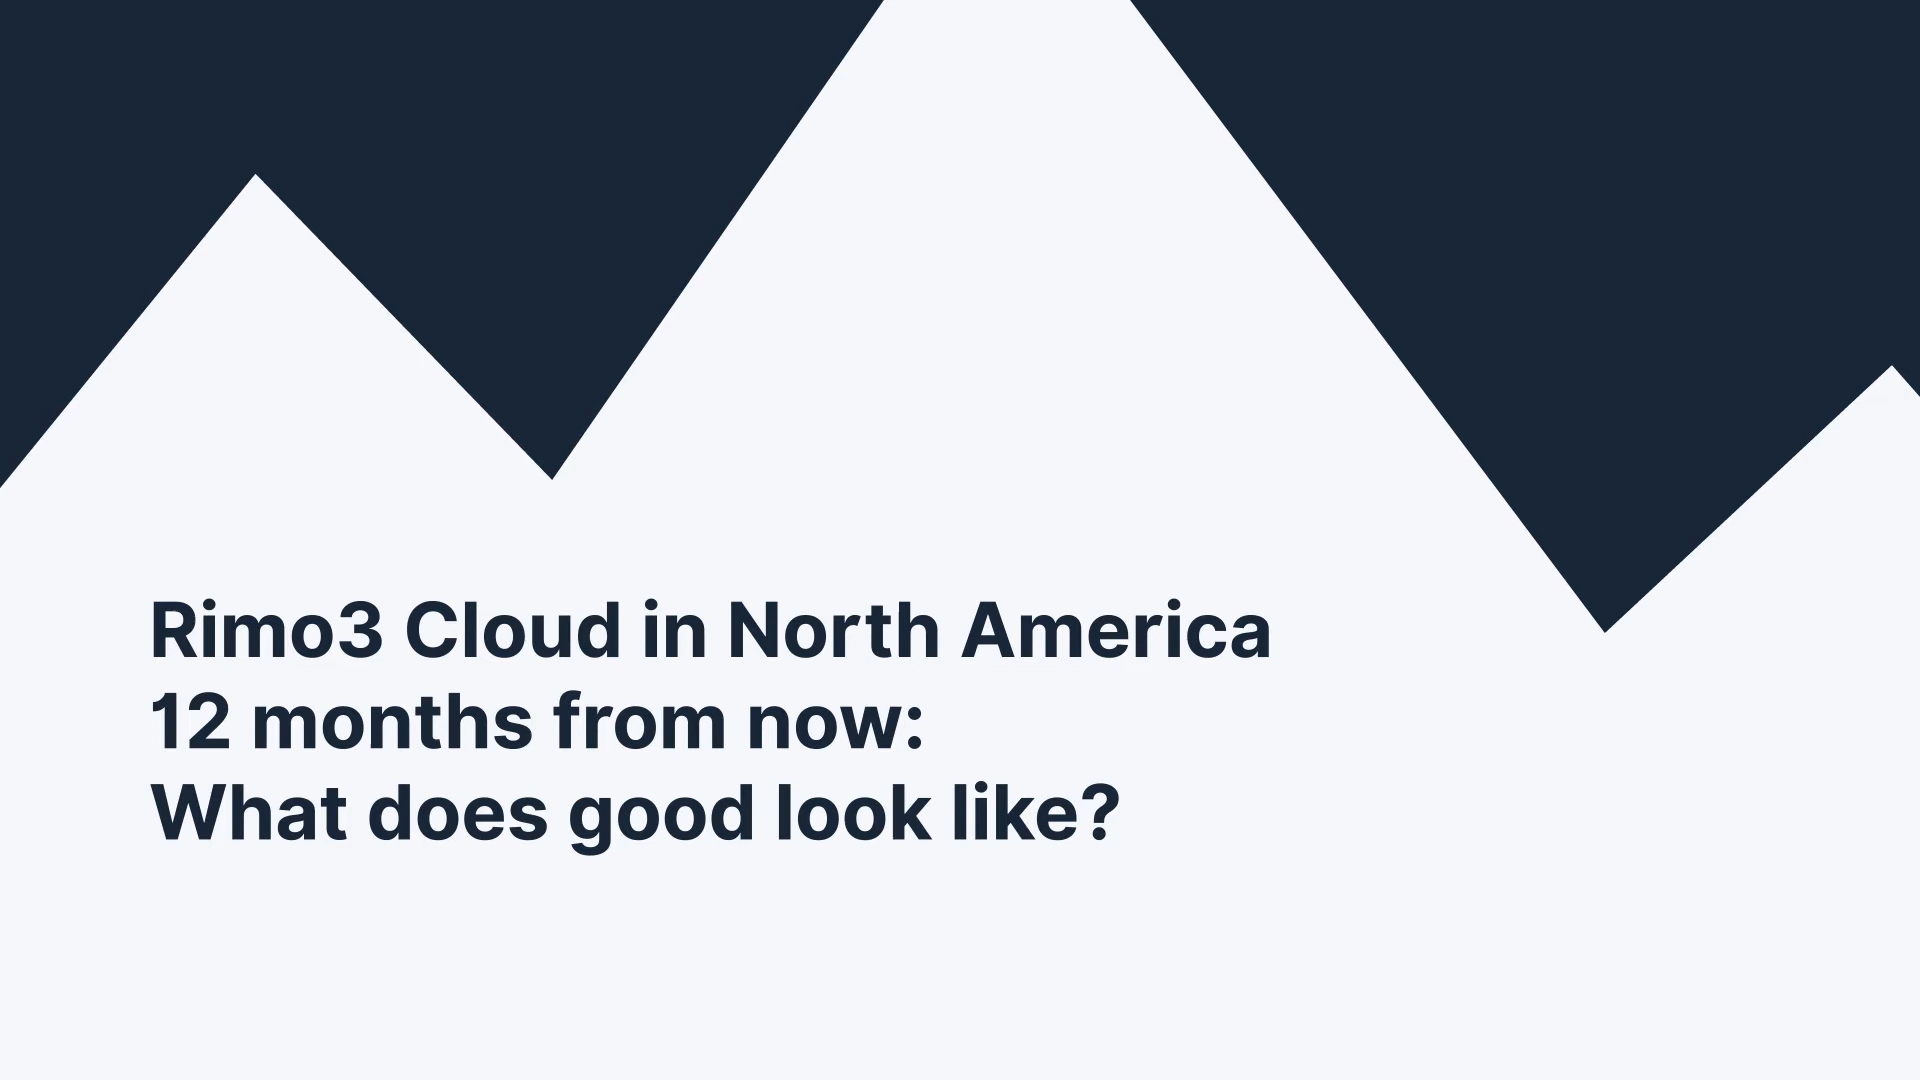 Rimo3 Cloud in North America
12 months from now:
What does good look like?